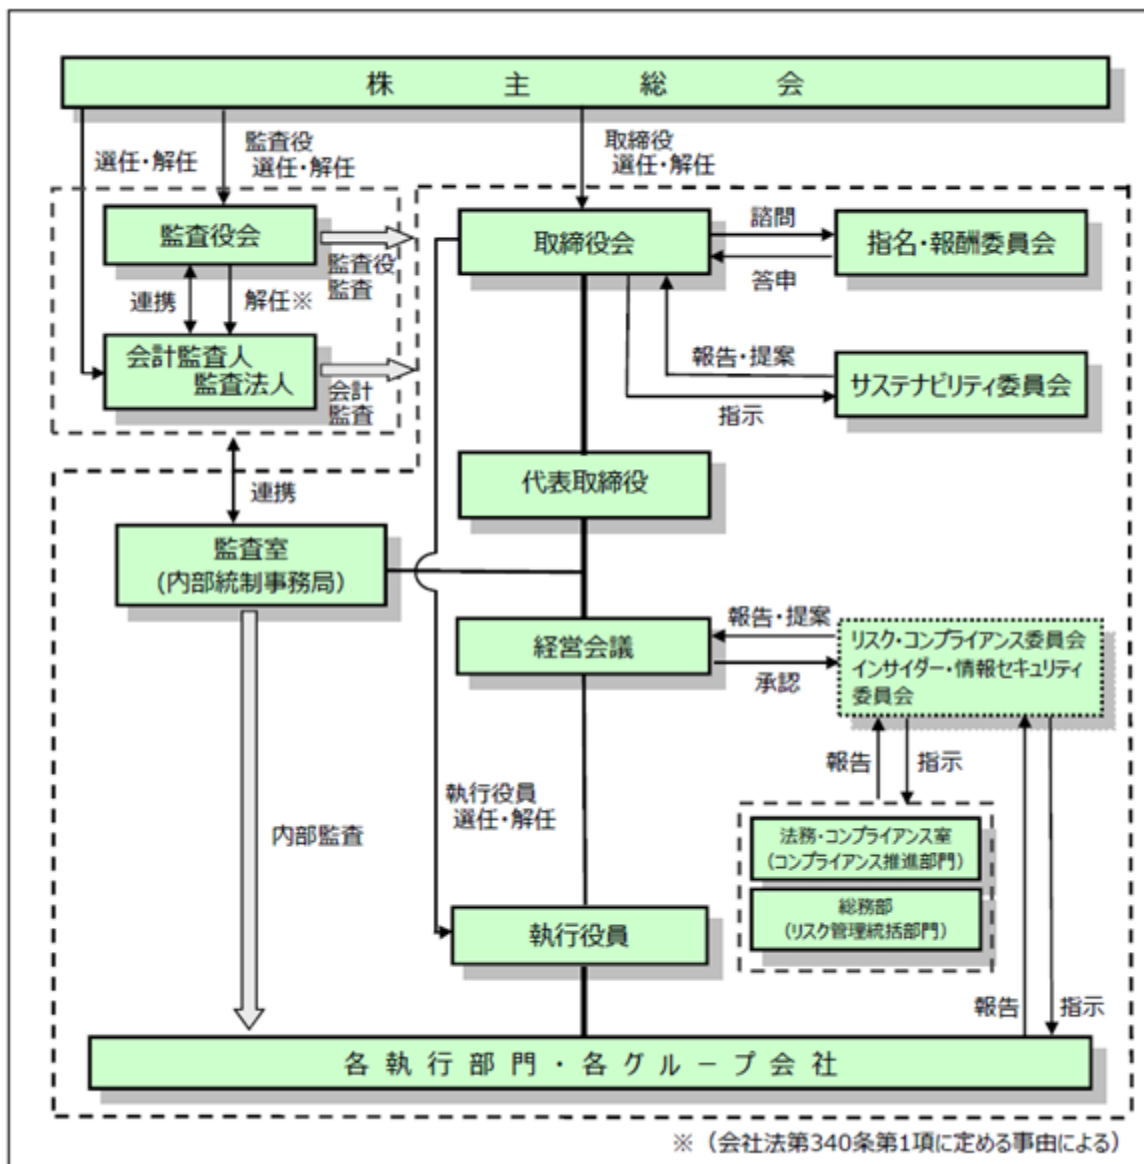 株主総会
選任・解任
監査役
選任・解任
取締役
選任・解任
監査役会
監査役
監査
連携
解任※
会計監査人
監査法人
会計
監査
取締役会
諮問
答申
指名・報酬委員会
報告・提案
指示
サステナビリティ委員会
代表取締役
連携
監査室
（内部統制事務局）
経営会議
報告・提案
承認
リスク・コンプライアンス委員会
インサイダー・情報セキュリティ
委員会
報告
指示
執行役員
選任・解任
内部監査
法務・コンプライアンス室
（コンプライアンス推進部門）
総務部
（リスク管理統括部門）
執行役員
報告
指示
各執行部門・各グループ会社
※（会社法第340条第1項に定める事由による）